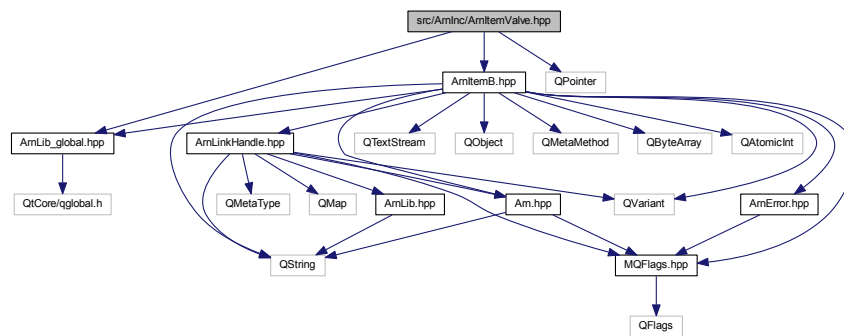 src/ArnInc/ArnItemValve.hpp
ArnItemB.hpp
QPointer
ArnLib_global.hpp
ArnLinkHandle.hpp
QTextStream
QObject
QMetaMethod
QByteArray
QAtomicInt
QtCore/qglobal.h
QMetaType
QMap
ArnLib.hpp
Arn.hpp
QVariant
ArnError.hpp
QString
MQFlags.hpp
QFlags